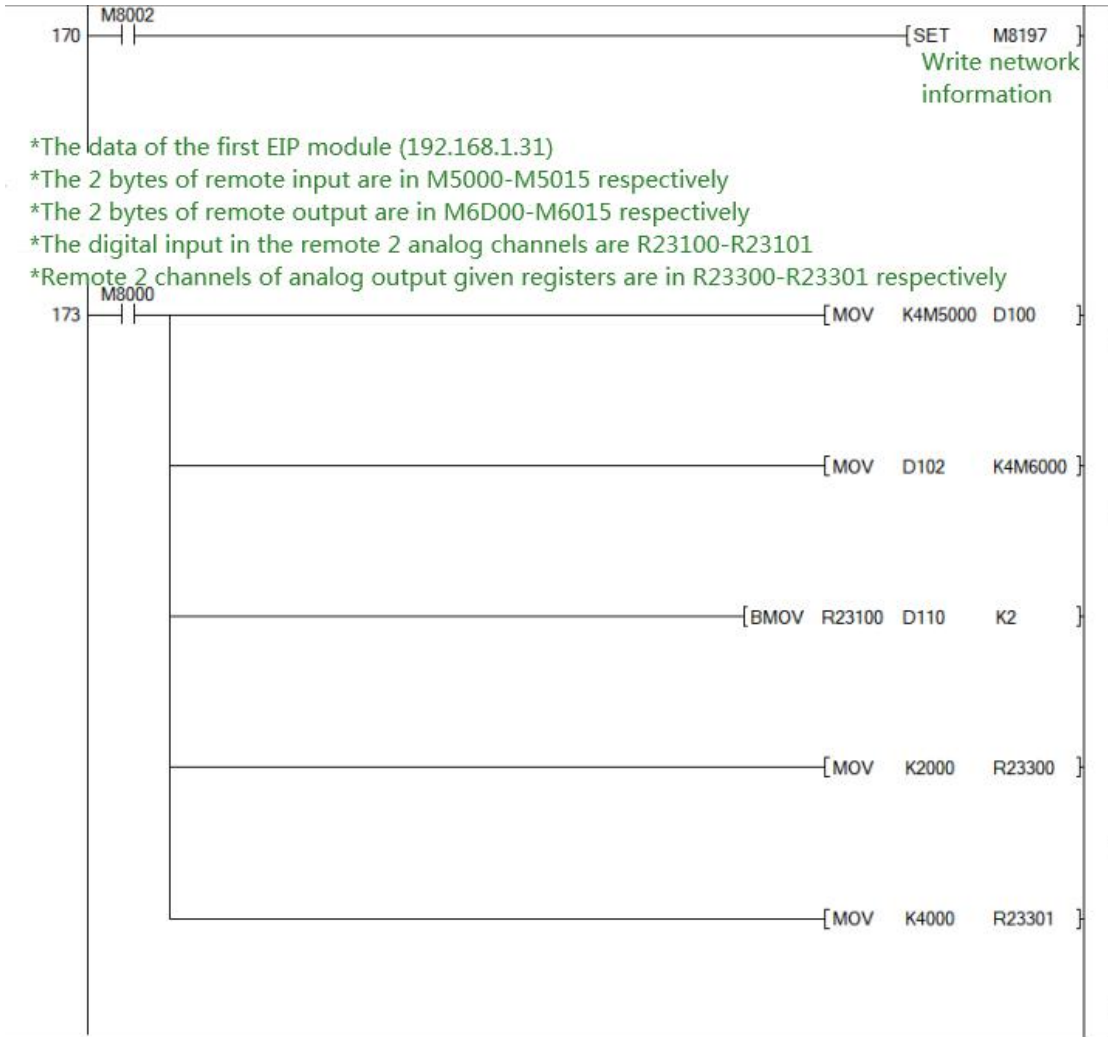 M8002
170 [SET M8197 ]
Write network
information
*The data of the first EIP module (192.168.1.31)
*The 2 bytes of remote input are in M5000-M5015 respectively
*The 2 bytes of remote output are in M6D00-M6015 respectively
*The digital input in the remote 2 analog channels are R23100-R23101
*Remote 2 channels of analog output given registers are in R23300-R23301 respectively
M8000
173 [MOV K4M5000 D100 ]
[MOV D102 K4M6000 ]
[BMOV R23100 D110 K2 ]
[MOV K2000 R23300 ]
[MOV K4000 R23301 ]